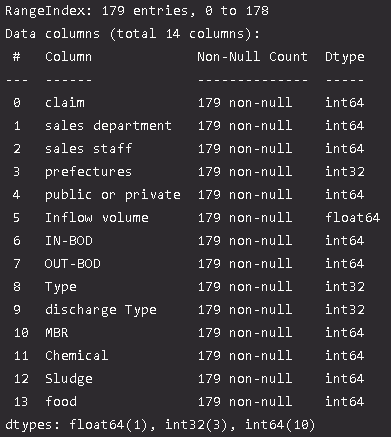 RangeIndex: 179 entries, 0 to 178
Data columns (total 14 columns):
 #   Column             Non-Null Count  Dtype
---  ------             --------------  -----
 0   claim              179 non-null    int64
 1   sales department   179 non-null    int64
 2   sales staff        179 non-null    int64
 3   prefectures        179 non-null    int32
 4   public or private  179 non-null    int64
 5   Inflow volume      179 non-null    float64
 6   IN-BOD             179 non-null    int64
 7   OUT-BOD            179 non-null    int64
 8   Type               179 non-null    int32
 9   discharge Type     179 non-null    int32
 10  MBR                179 non-null    int64
 11  Chemical           179 non-null    int64
 12  Sludge             179 non-null    int64
 13  food               179 non-null    int64
dtypes: float64(1), int32(3), int64(10)